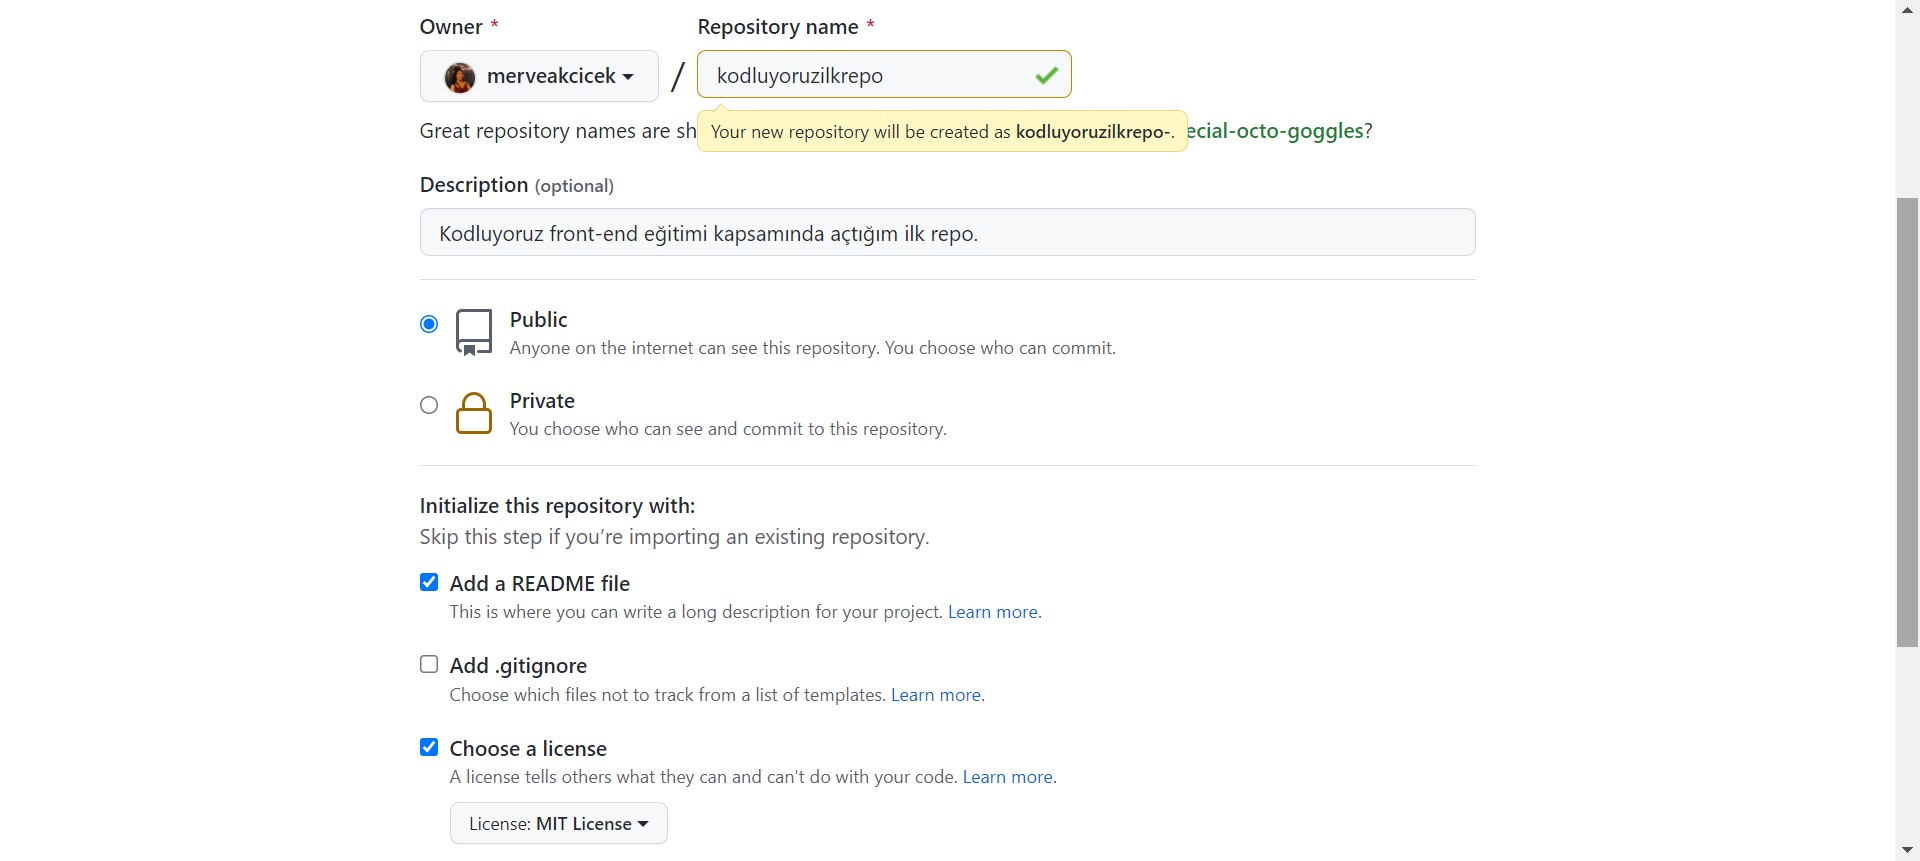 Owner *
Repository name *
merveakcicek
/
kodluyoruzilkrepo
Great repository names are sh
Your new repository will be created as kodluyoruzilkrepo-.
ecial-octo-goggles?
Description (optional)
Kodluyoruz front-end eğitimi kapsamında açtığım ilk repo.
Public
Anyone on the internet can see this repository. You choose who can commit.
Private
You choose who can see and commit to this repository.
Initialize this repository with:
Skip this step if you’re importing an existing repository.
Add a README file
This is where you can write a long description for your project. Learn more.
Add .gitignore
Choose which files not to track from a list of templates. Learn more.
Choose a license
A license tells others what they can and can't do with your code. Learn more.
License: MIT License